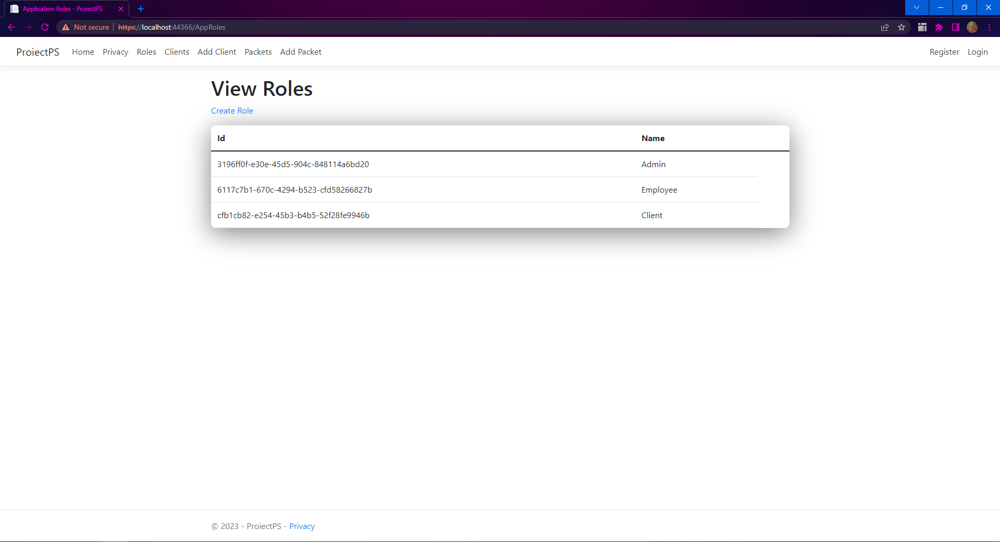 Application Roles - ProiectPS
Not secure | https://localhost:44366/AppRoles
ProiectPS Home Privacy Roles Clients Add Client Packets Add Packet Register Login
View Roles
Create Role
Id Name
3196ff0f-e30e-45d5-904c-848114a6bd20 Admin
6117c7b1-670c-4294-b523-cfd58266827b Employee
cfb1cb82-e254-45b3-b4b5-52f28fe9946b Client
© 2023 - ProiectPS - Privacy